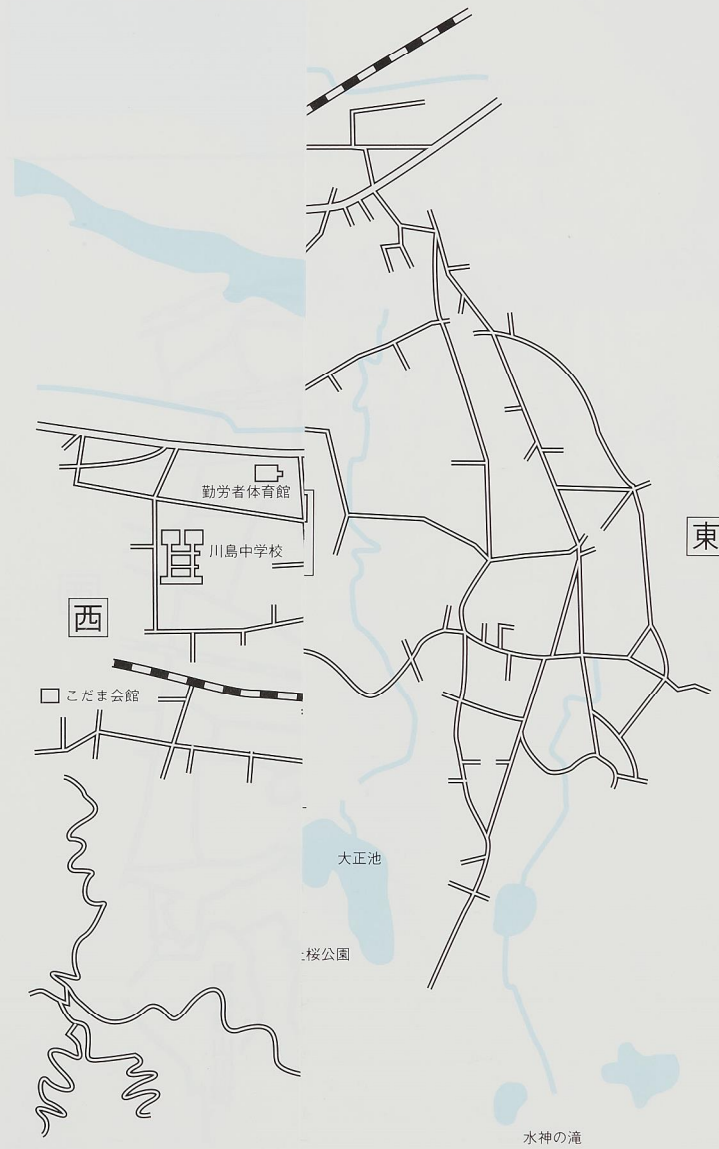 勤労者体育館
川島中学校
東
西
こだま会館
大正池
桜公園
水神の滝